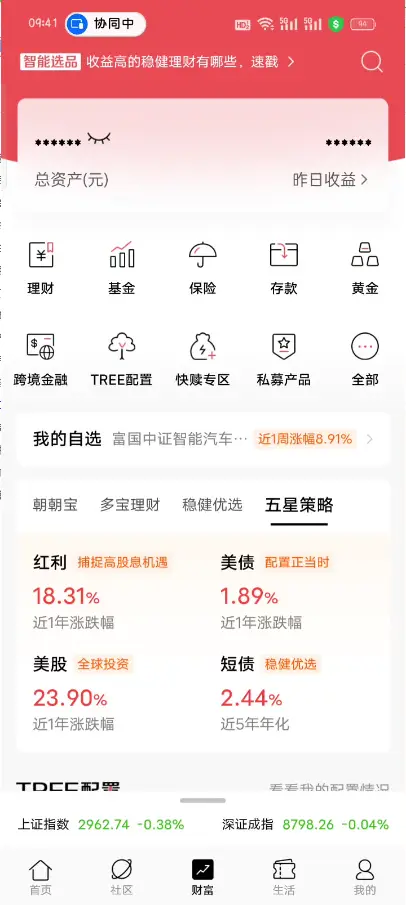 09:41 协同中 HD2 5G 5G 94
智能选品 收益高的稳健理财有哪些，速戳
****** ******
总资产(元) 昨日收益
理财 基金 保险 存款 黄金
跨境金融 TREE配置 快赎专区 私募产品 全部
我的自选 富国中证智能汽车… 近1周涨幅8.91%
朝朝宝 多宝理财 稳健优选 五星策略
红利 捕捉高股息机遇 美债 配置正当时
18.31% 1.89%
近1年涨跌幅 近1年涨跌幅
美股 全球投资 短债 稳健优选
23.90% 2.44%
近1年涨跌幅 近5年年化
TREE配置 看看我的配置情况
上证指数 2962.74 -0.38% 深证成指 8798.26 -0.04%
首页 社区 财富 生活 我的